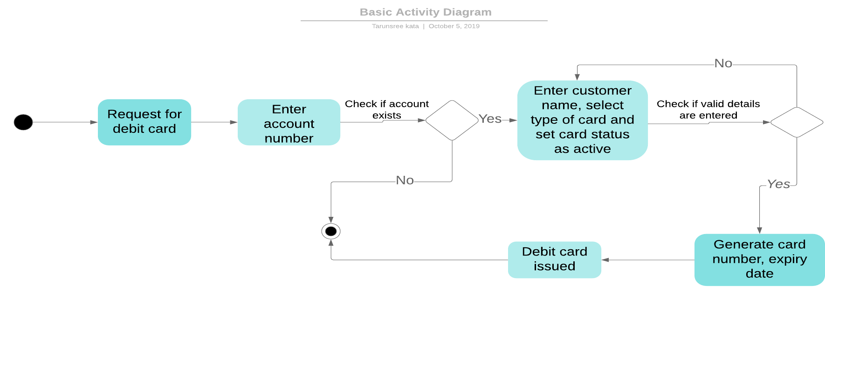 Basic Activity Diagram
Tarunsree kata | October 5, 2019
Request for
debit card
Enter
account
number
Check if account
exists
Yes
No
Enter customer
name, select
type of card and
set card status
as active
Check if valid details
are entered
No
Yes
Generate card
number, expiry
date
Debit card
issued